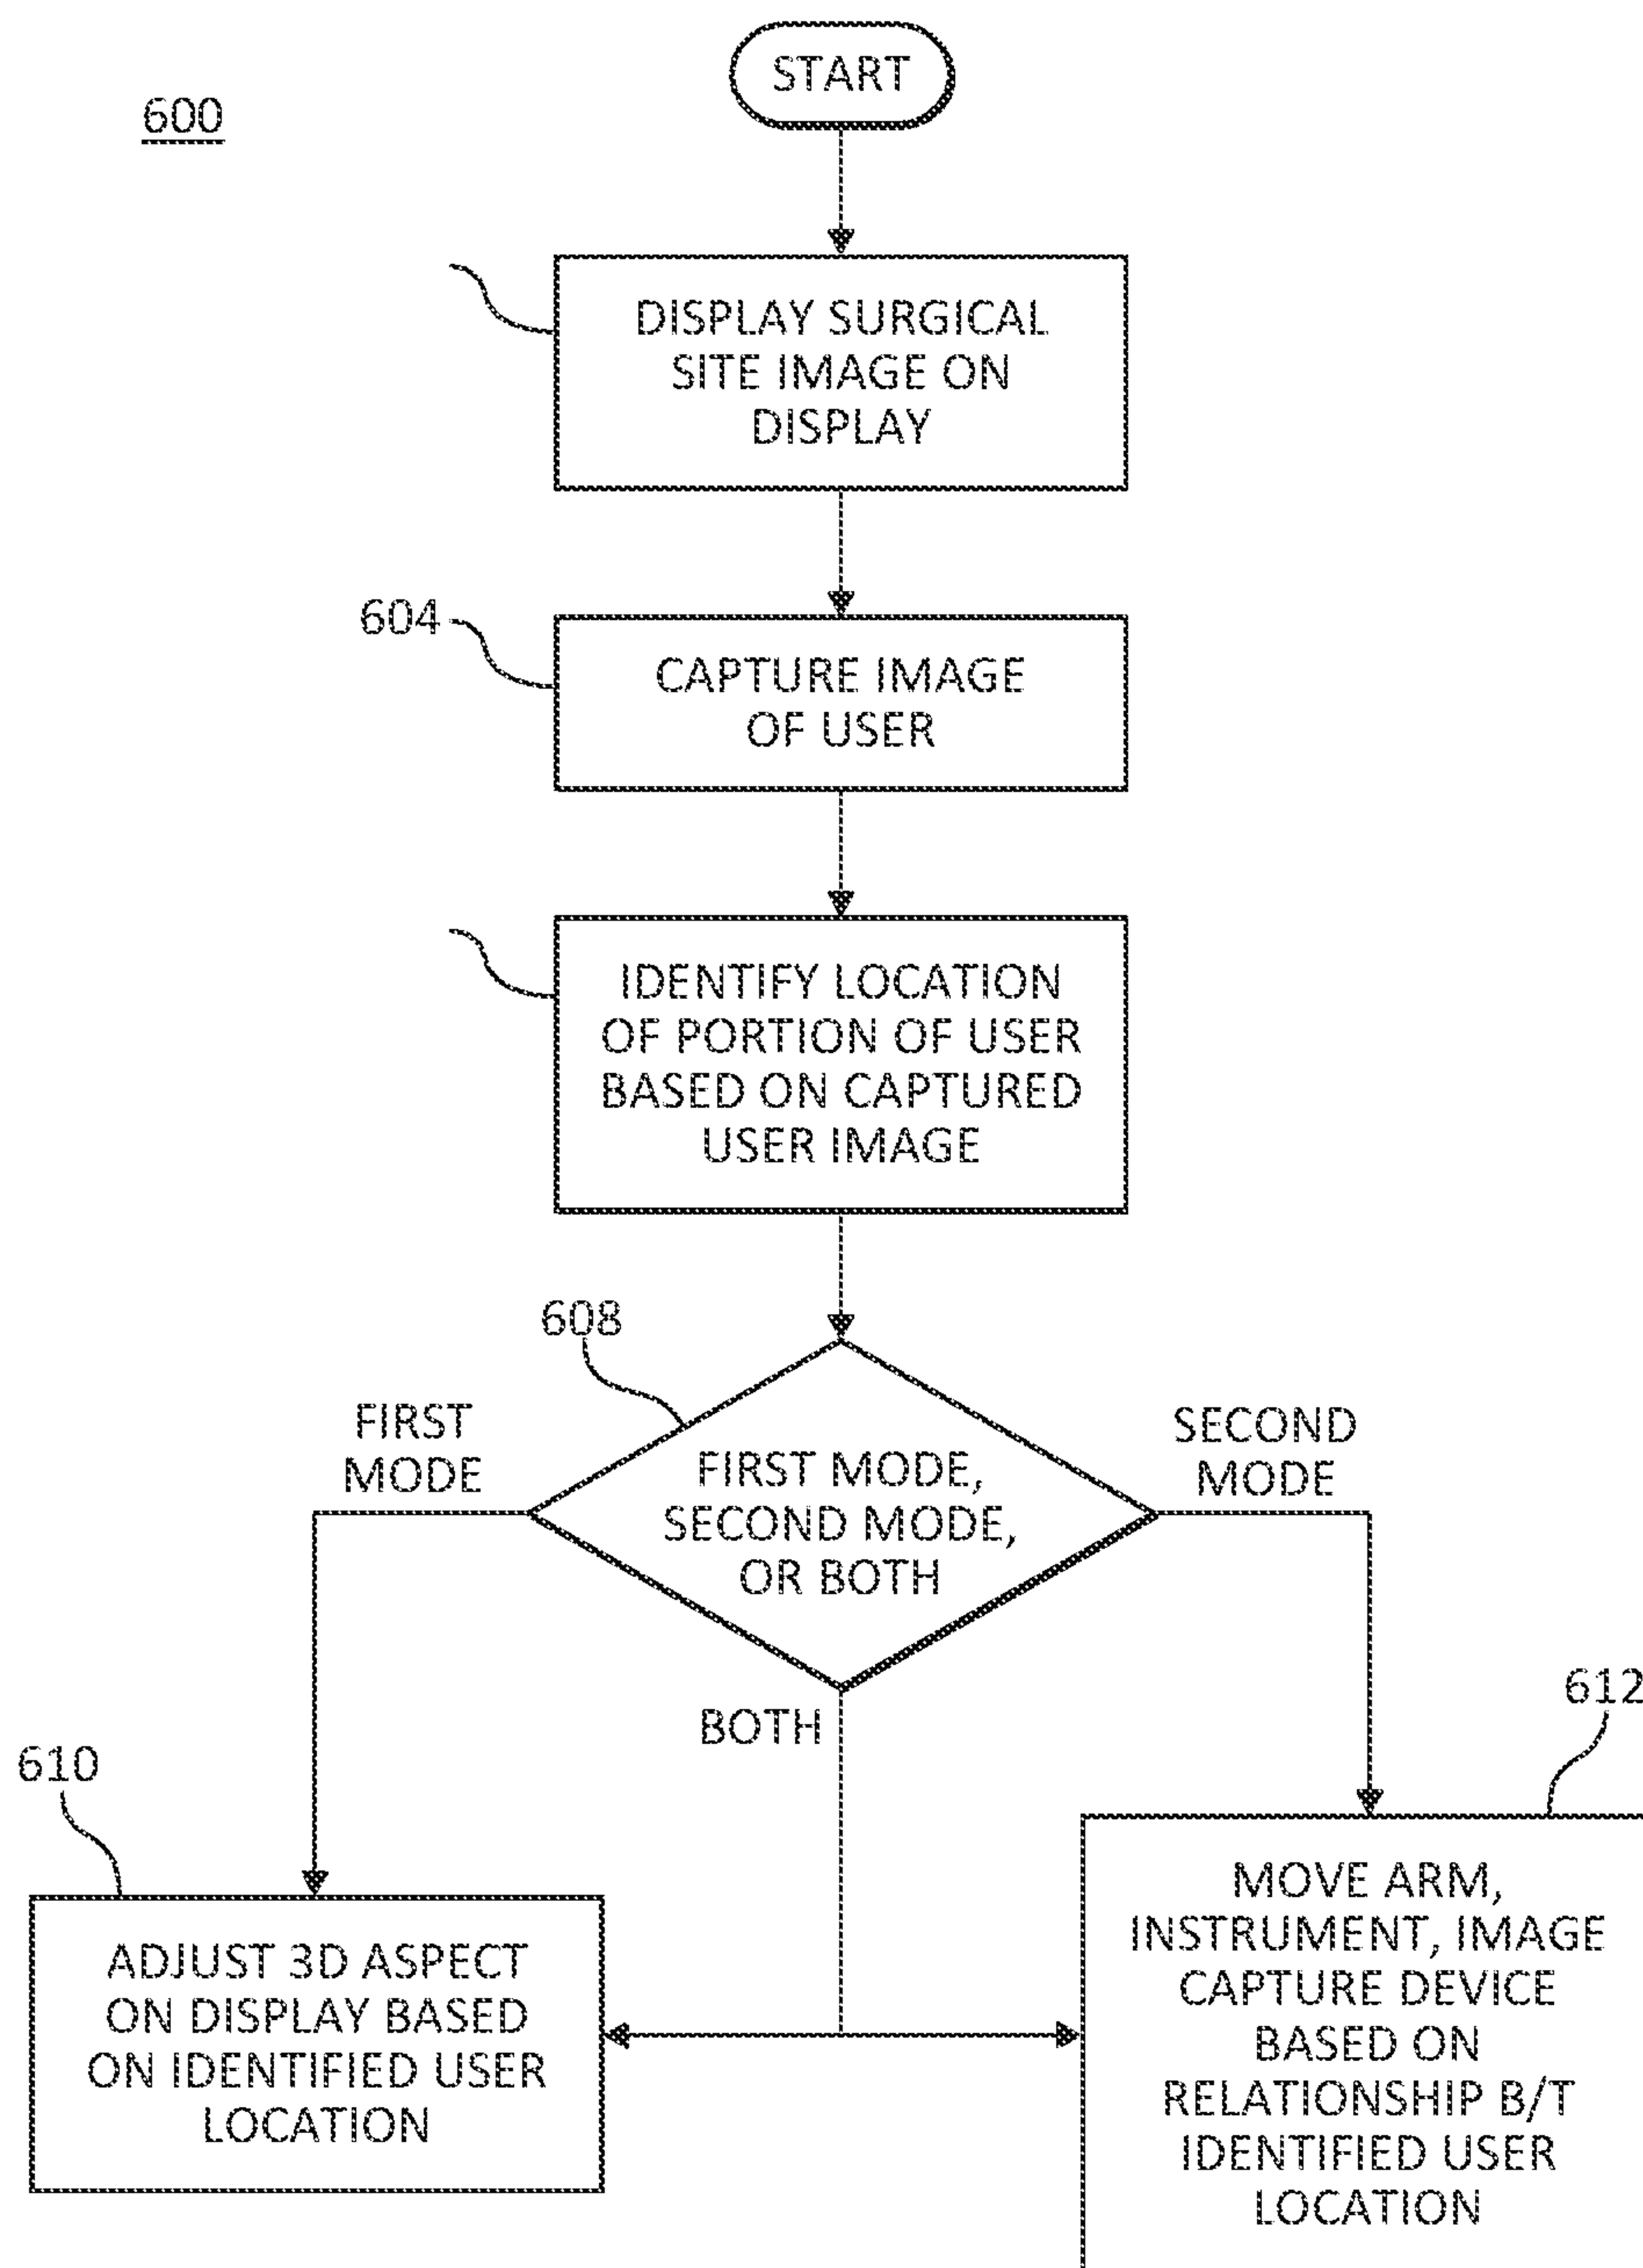 600
START
DISPLAY SURGICAL
SITE IMAGE ON
DISPLAY
604
CAPTURE IMAGE
OF USER
IDENTIFY LOCATION
OF PORTION OF USER
BASED ON CAPTURED
USER IMAGE
608
FIRST
MODE
FIRST MODE,
SECOND MODE,
OR BOTH
SECOND
MODE
BOTH
610
ADJUST 3D ASPECT
ON DISPLAY BASED
ON IDENTIFIED USER
LOCATION
612
MOVE ARM,
INSTRUMENT, IMAGE
CAPTURE DEVICE
BASED ON
RELATIONSHIP B/T
IDENTIFIED USER
LOCATION